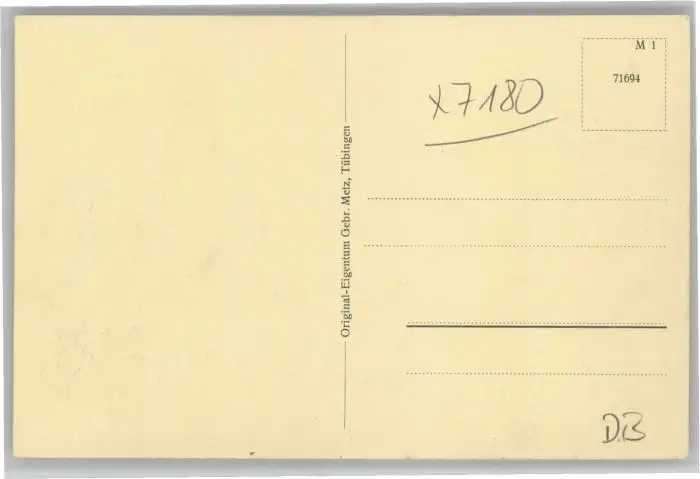 M 1
71694
x7180
Original-Eigentum Gebr. Metz, Tübingen
D.B